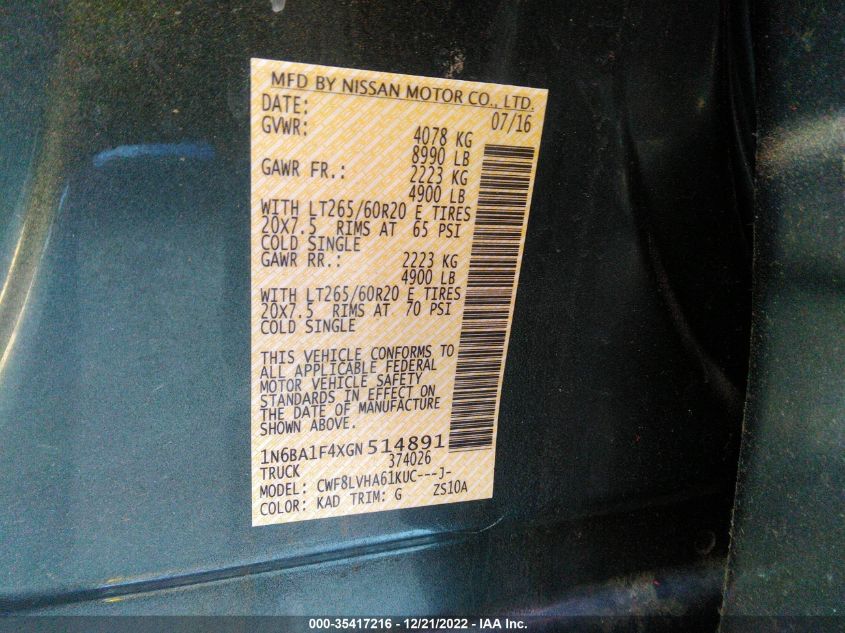 MFD BY NISSAN MOTOR CO., LTD.
DATE: 07/16
GVWR: 4078 KG
8990 LB
GAWR FR.: 2223 KG
4900 LB
WITH LT265/60R20 E TIRES
20X7.5 RIMS AT 65 PSI
COLD SINGLE
GAWR RR.: 2223 KG
4900 LB
WITH LT265/60R20 E TIRES
20X7.5 RIMS AT 70 PSI
COLD SINGLE
THIS VEHICLE CONFORMS TO
ALL APPLICABLE FEDERAL
MOTOR VEHICLE SAFETY
STANDARDS IN EFFECT ON
THE DATE OF MANUFACTURE
SHOWN ABOVE.
1N6BA1F4XGN514891
TRUCK 374026
MODEL: CWF8LVHA61KUC---J-
COLOR: KAD TRIM: G ZS10A
000-35417216 - 12/21/2022 - IAA Inc.